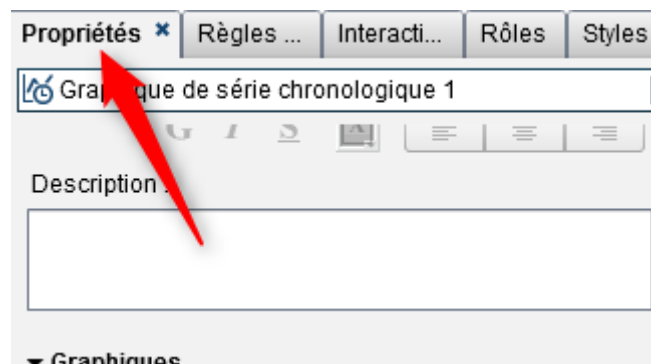 Propriétés × Règles ... Interacti... Rôles Styles
Graphique de série chronologique 1
G I S A
Description :
Graphiques